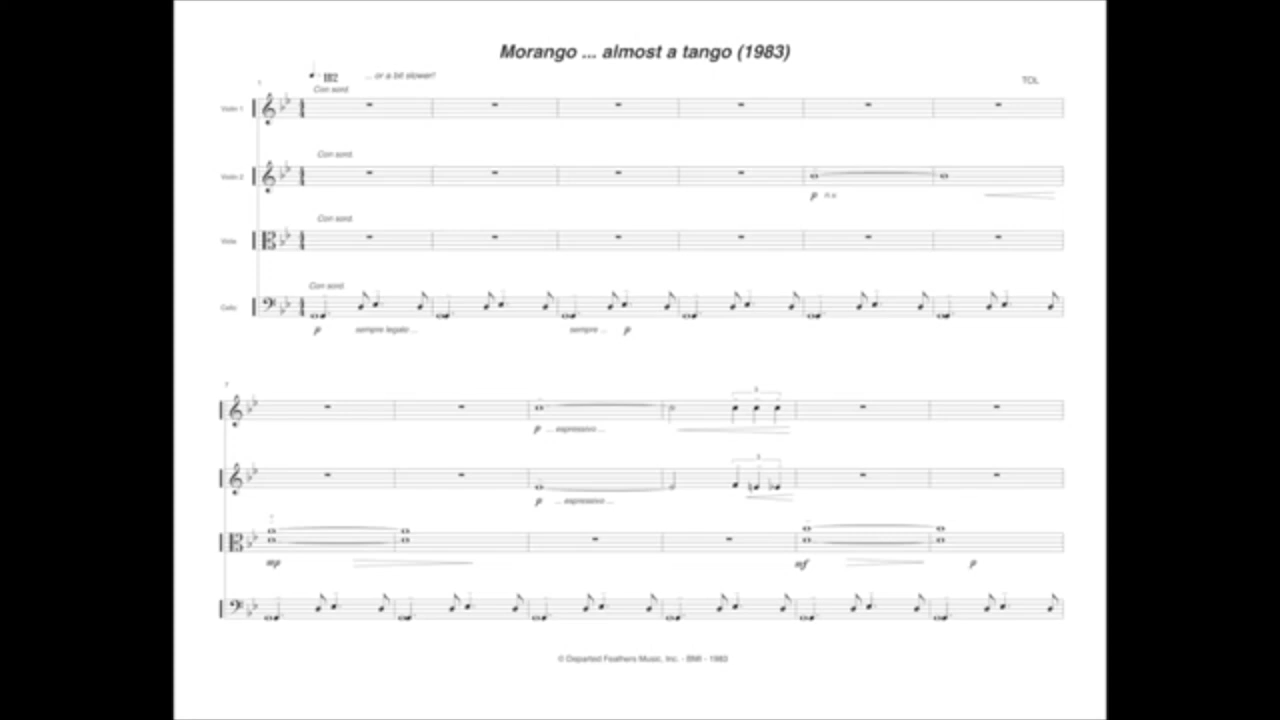 Morango ... almost a tango (1983)
... or a bit slower!
TOL
Con sord.
Violin 1
Con sord.
Violin 2
p n.v.
Con sord.
Viola
Con sord.
Cello
p sempre legato ... sempre ... p
7
3
p ... espressivo ...
3
p ... espressivo ...
mp mf p
© Departed Feathers Music, Inc. - BMI - 1983